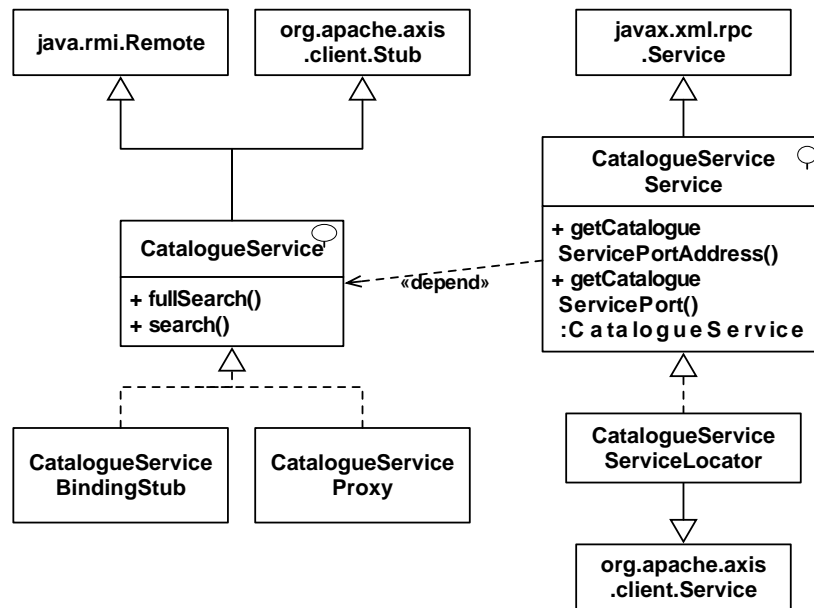 java.rmi.Remote
org.apache.axis
.client.Stub
javax.xml.rpc
.Service
CatalogueService
Service
+ getCatalogue
ServicePortAddress()
+ getCatalogue
ServicePort()
:CatalogueService
CatalogueService
+ fullSearch()
+ search()
«depend»
CatalogueService
BindingStub
CatalogueService
Proxy
CatalogueService
ServiceLocator
org.apache.axis
.client.Service